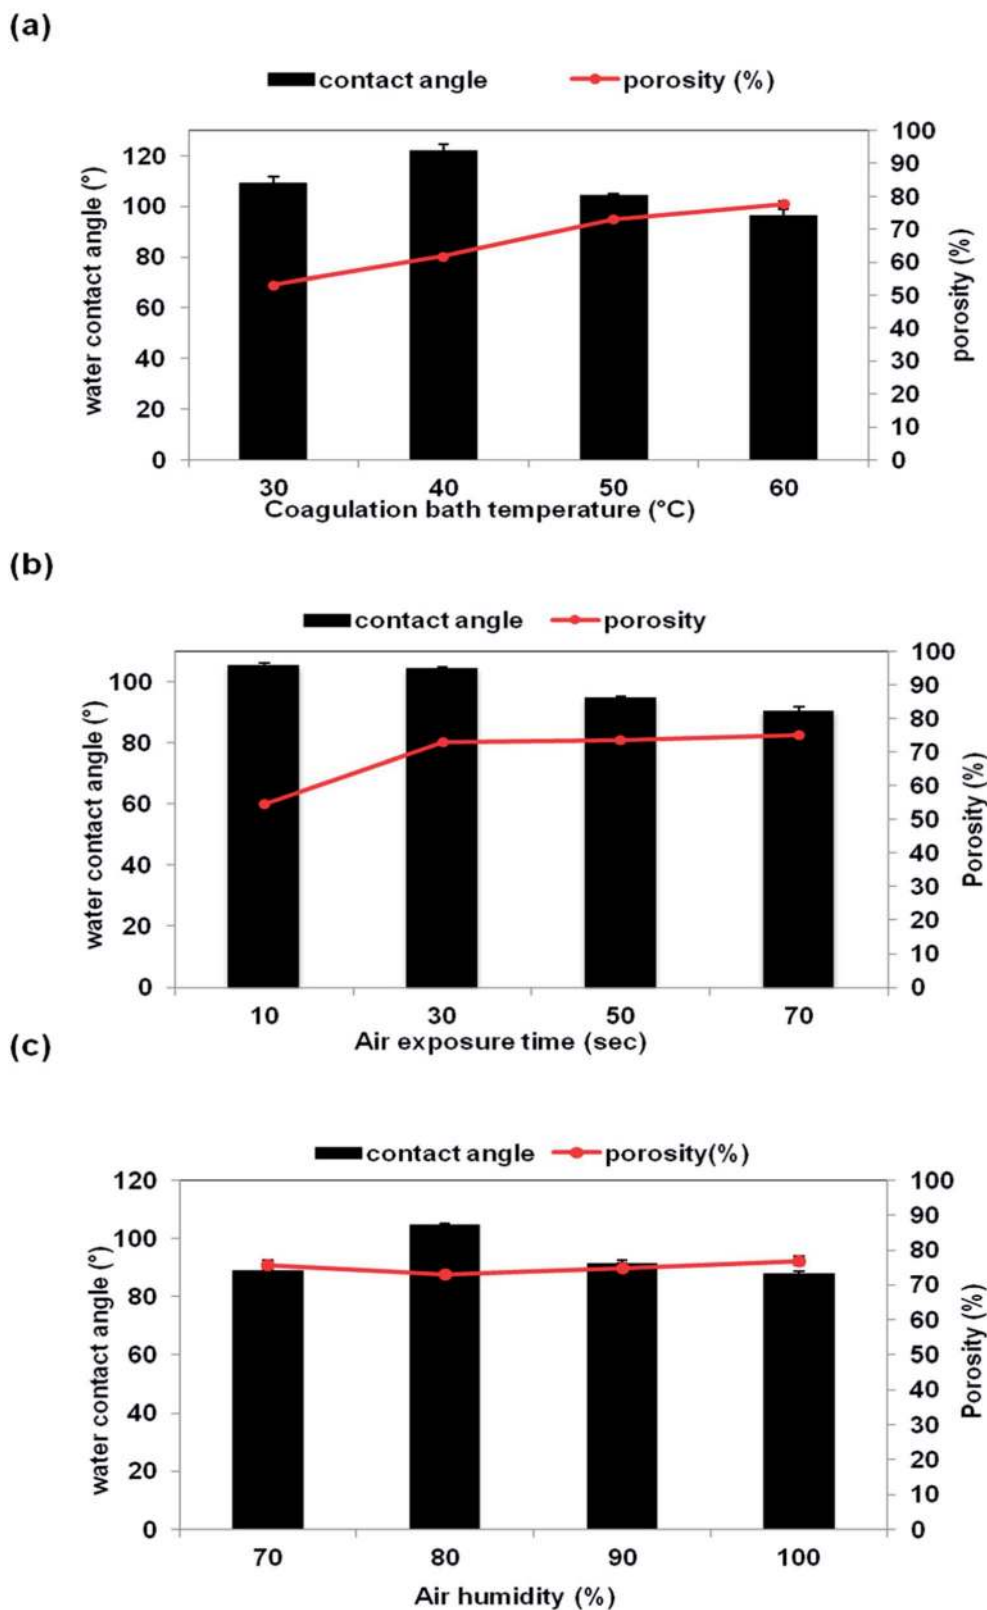 (a)
contact angle porosity (%)
water contact angle (°)
120
100
80
60
40
20
0
100
90
80
70
60
50
40
30
20
10
0
porosity (%)
30 40 50 60
Coagulation bath temperature (°C)
(b)
contact angle porosity
water contact angle (°)
100
80
60
40
20
0
100
90
80
70
60
50
40
30
20
10
0
Porosity (%)
10 30 50 70
Air exposure time (sec)
(c)
contact angle porosity(%)
water contact angle (°)
120
100
80
60
40
20
0
100
90
80
70
60
50
40
30
20
10
0
Porosity (%)
70 80 90 100
Air humidity (%)